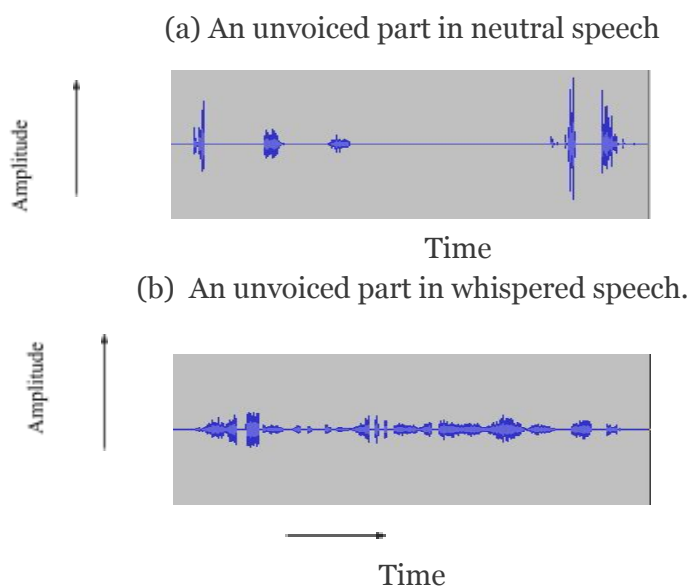 (a) An unvoiced part in neutral speech
Amplitude
Time
(b) An unvoiced part in whispered speech.
Amplitude
Time